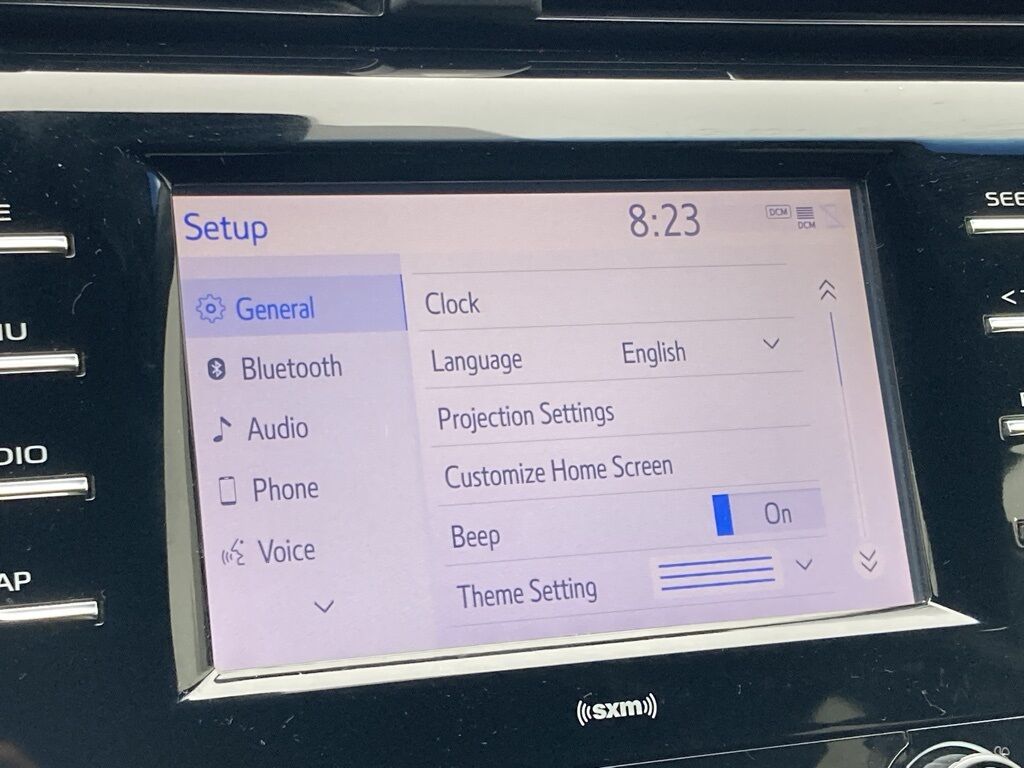 Setup
8:23
DCM
DCM
General
Bluetooth
Audio
Phone
Voice
Clock
Language English
Projection Settings
Customize Home Screen
Beep On
Theme Setting
E
NU
DIO
AP
SEE
<
sxm